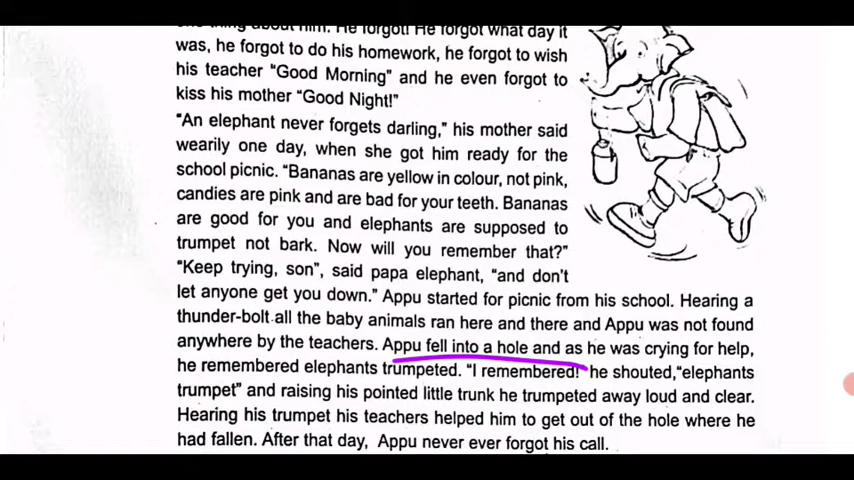 one thing about him. He forgot! He forgot what day it
was, he forgot to do his homework, he forgot to wish
his teacher “Good Morning” and he even forgot to
kiss his mother “Good Night!”
“An elephant never forgets darling,” his mother said
wearily one day, when she got him ready for the
school picnic. “Bananas are yellow in colour, not pink,
candies are pink and are bad for your teeth. Bananas
are good for you and elephants are supposed to
trumpet not bark. Now will you remember that?”
“Keep trying, son”, said papa elephant, “and don’t
let anyone get you down.” Appu started for picnic from his school. Hearing a
thunder-bolt all the baby animals ran here and there and Appu was not found
anywhere by the teachers. Appu fell into a hole and as he was crying for help,
he remembered elephants trumpeted. “I remembered!” he shouted,“elephants
trumpet” and raising his pointed little trunk he trumpeted away loud and clear.
Hearing his trumpet his teachers helped him to get out of the hole where he
had fallen. After that day, Appu never ever forgot his call.